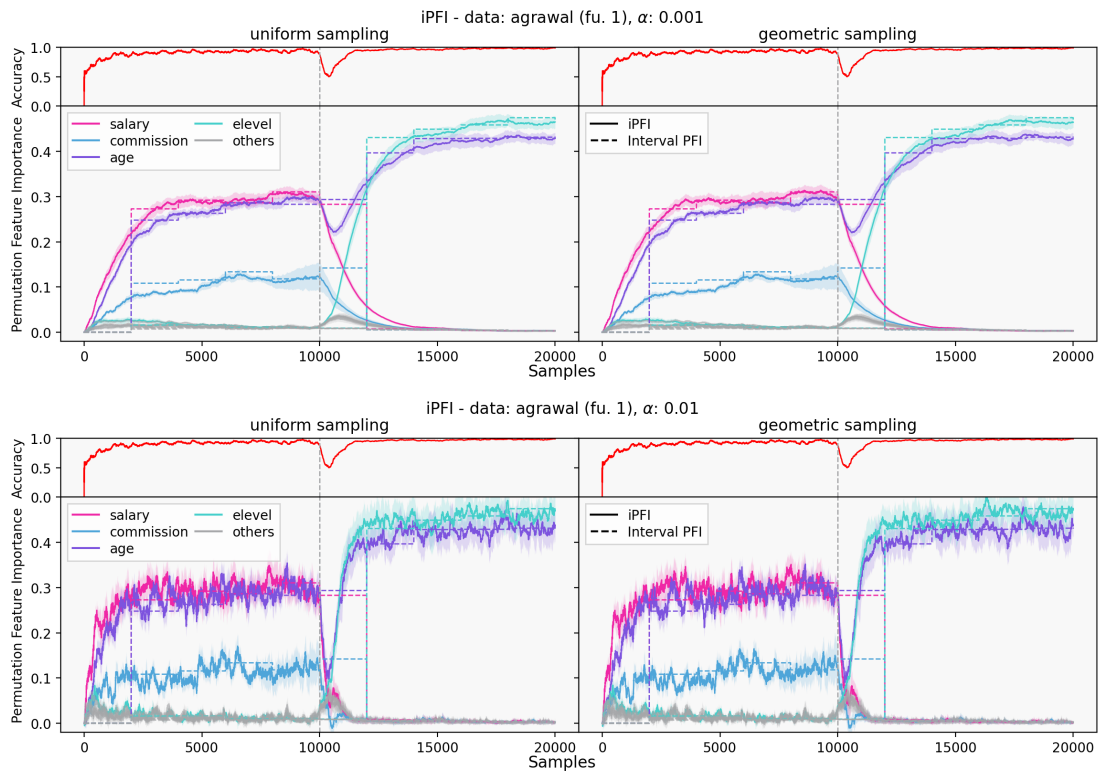 iPFI - data: agrawal (fu. 1), α: 0.001
uniform sampling
geometric sampling
Accuracy
1.0
0.5
0.0
Permutation Feature Importance
0.4
0.3
0.2
0.1
0.0
salary
commission
age
elevel
others
iPFI
Interval PFI
0 5000 10000 15000 20000
0 5000 10000 15000 20000
Samples
iPFI - data: agrawal (fu. 1), α: 0.01
uniform sampling
geometric sampling
Accuracy
1.0
0.5
0.0
Permutation Feature Importance
0.4
0.3
0.2
0.1
0.0
salary
commission
age
elevel
others
iPFI
Interval PFI
0 5000 10000 15000 20000
0 5000 10000 15000 20000
Samples